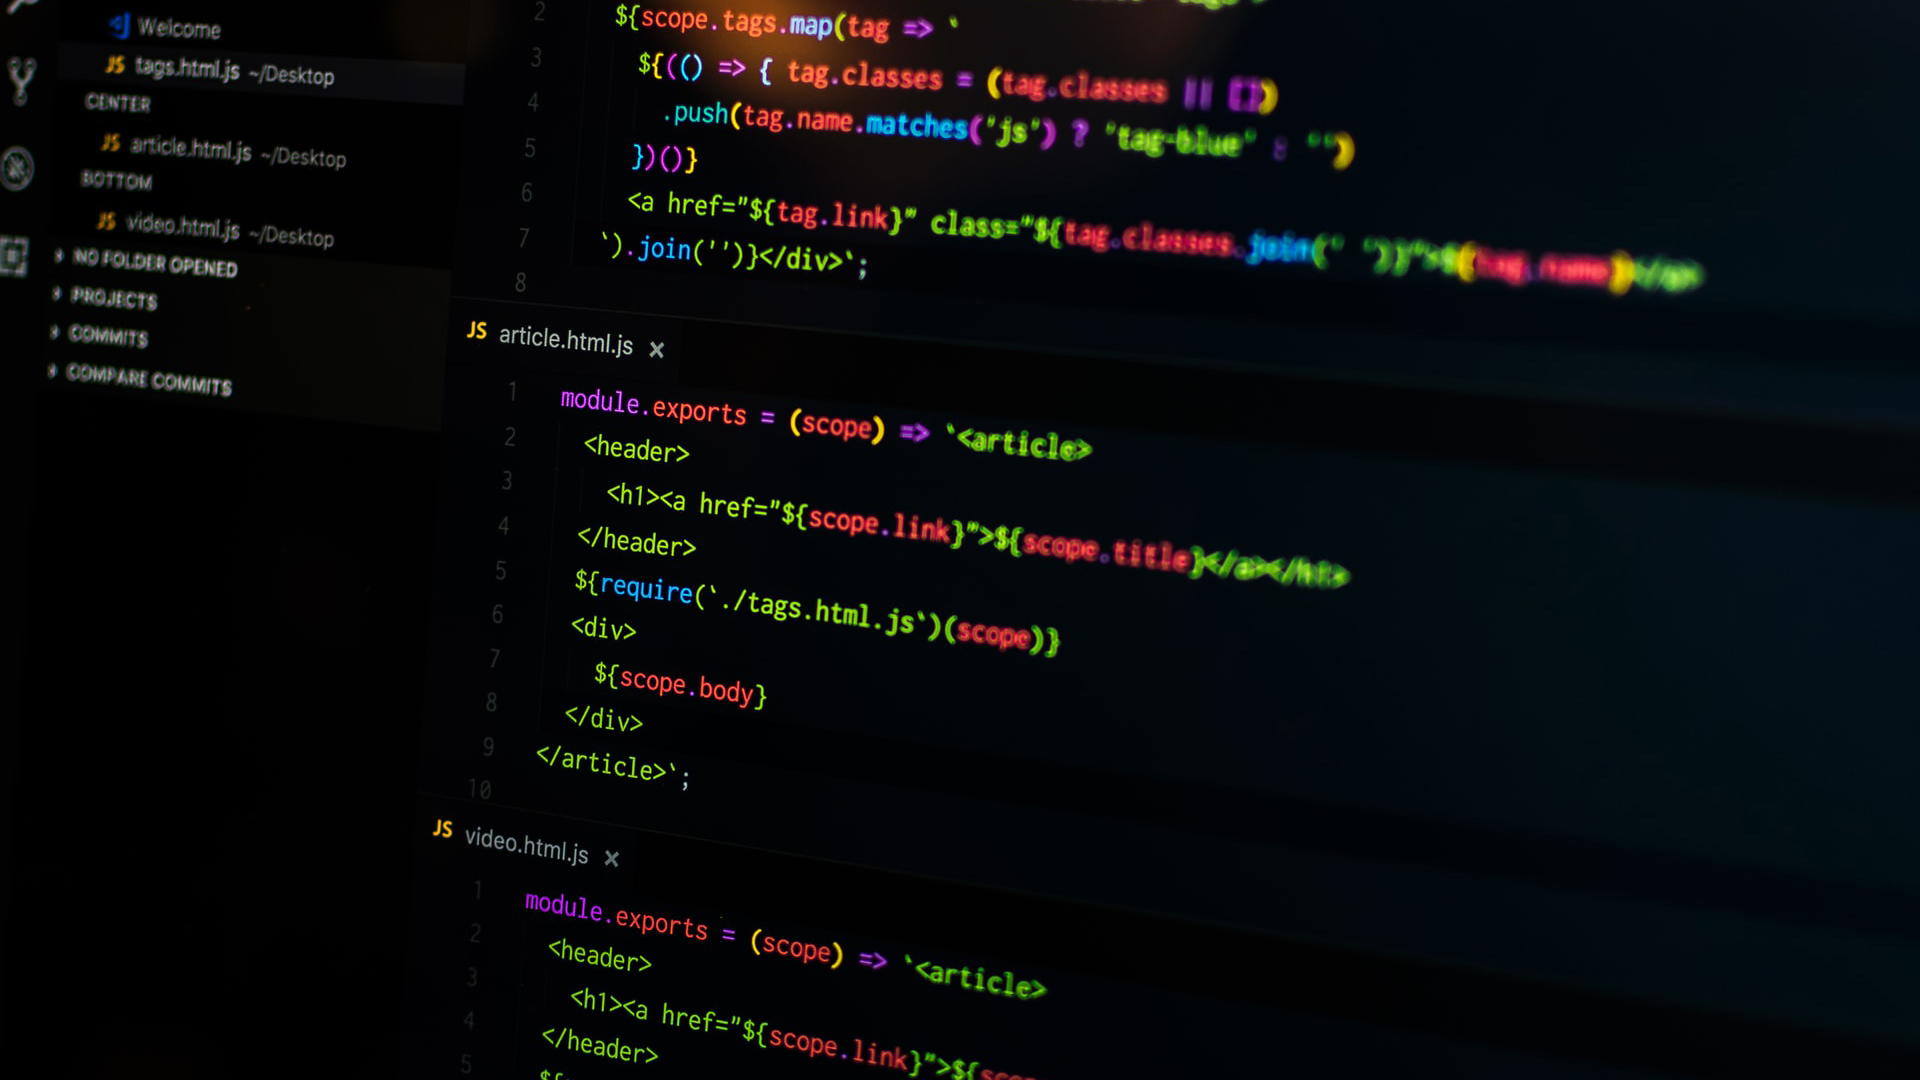 Welcome
JS tags.html.js ~/Desktop
CENTER
JS article.html.js ~/Desktop
BOTTOM
JS video.html.js ~/Desktop
NO FOLDER OPENED
PROJECTS
COMMITS
COMPARE COMMITS
2 ${scope.tags.map(tag => `
3 ${(() => { tag.classes = (tag.classes || [])
4 .push(tag.name.matches('js') ? 'tag-blue' : '')
5 })()}
6 <a href="${tag.link}" class="${tag.classes.join(' ')}">${tag.name}</a>
7 `).join('')}</div>`;
8
JS article.html.js ×
1 module.exports = (scope) => `<article>
2 <header>
3 <h1><a href="${scope.link}">${scope.title}</a></h1>
4 </header>
5 ${require(`./tags.html.js`)(scope)}
6 <div>
7 ${scope.body}
8 </div>
9 </article>`;
10
JS video.html.js ×
1 module.exports = (scope) => `<article>
2 <header>
3 <h1><a href="${scope.link}">${
4 </header>
5